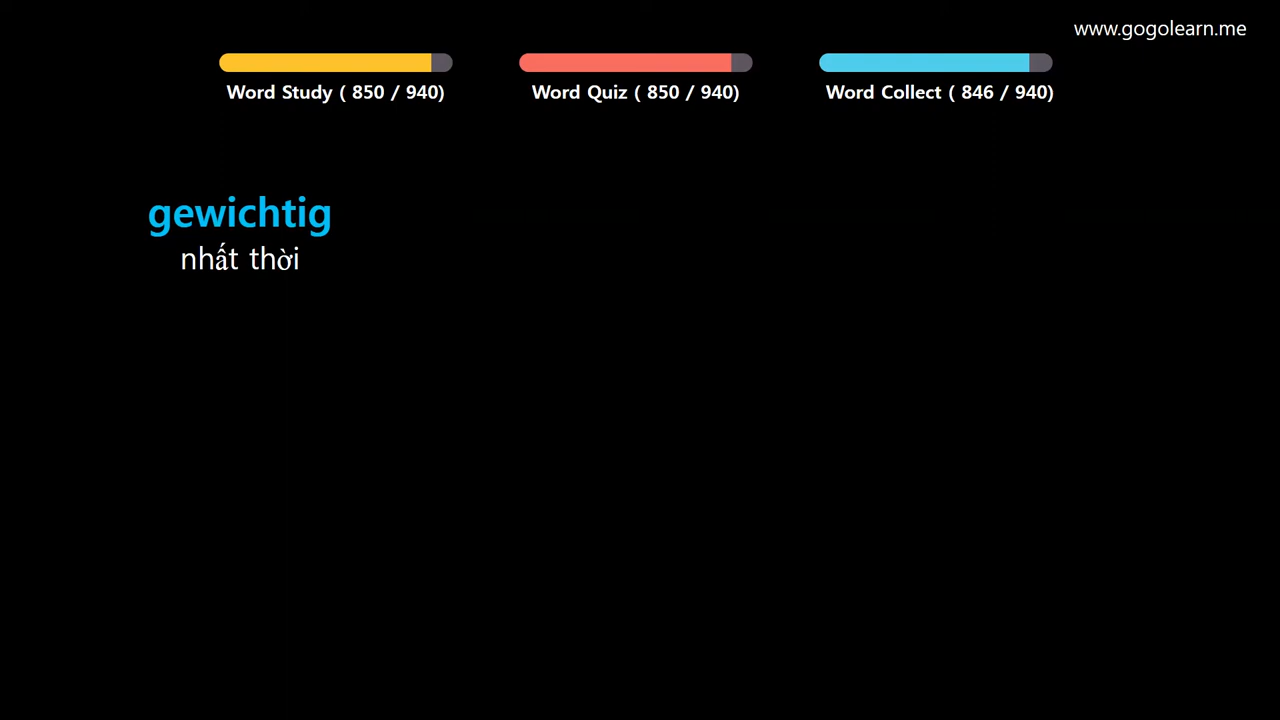 www.gogolearn.me
Word Study ( 850 / 940)
Word Quiz ( 850 / 940)
Word Collect ( 846 / 940)
gewichtig
nhất thời